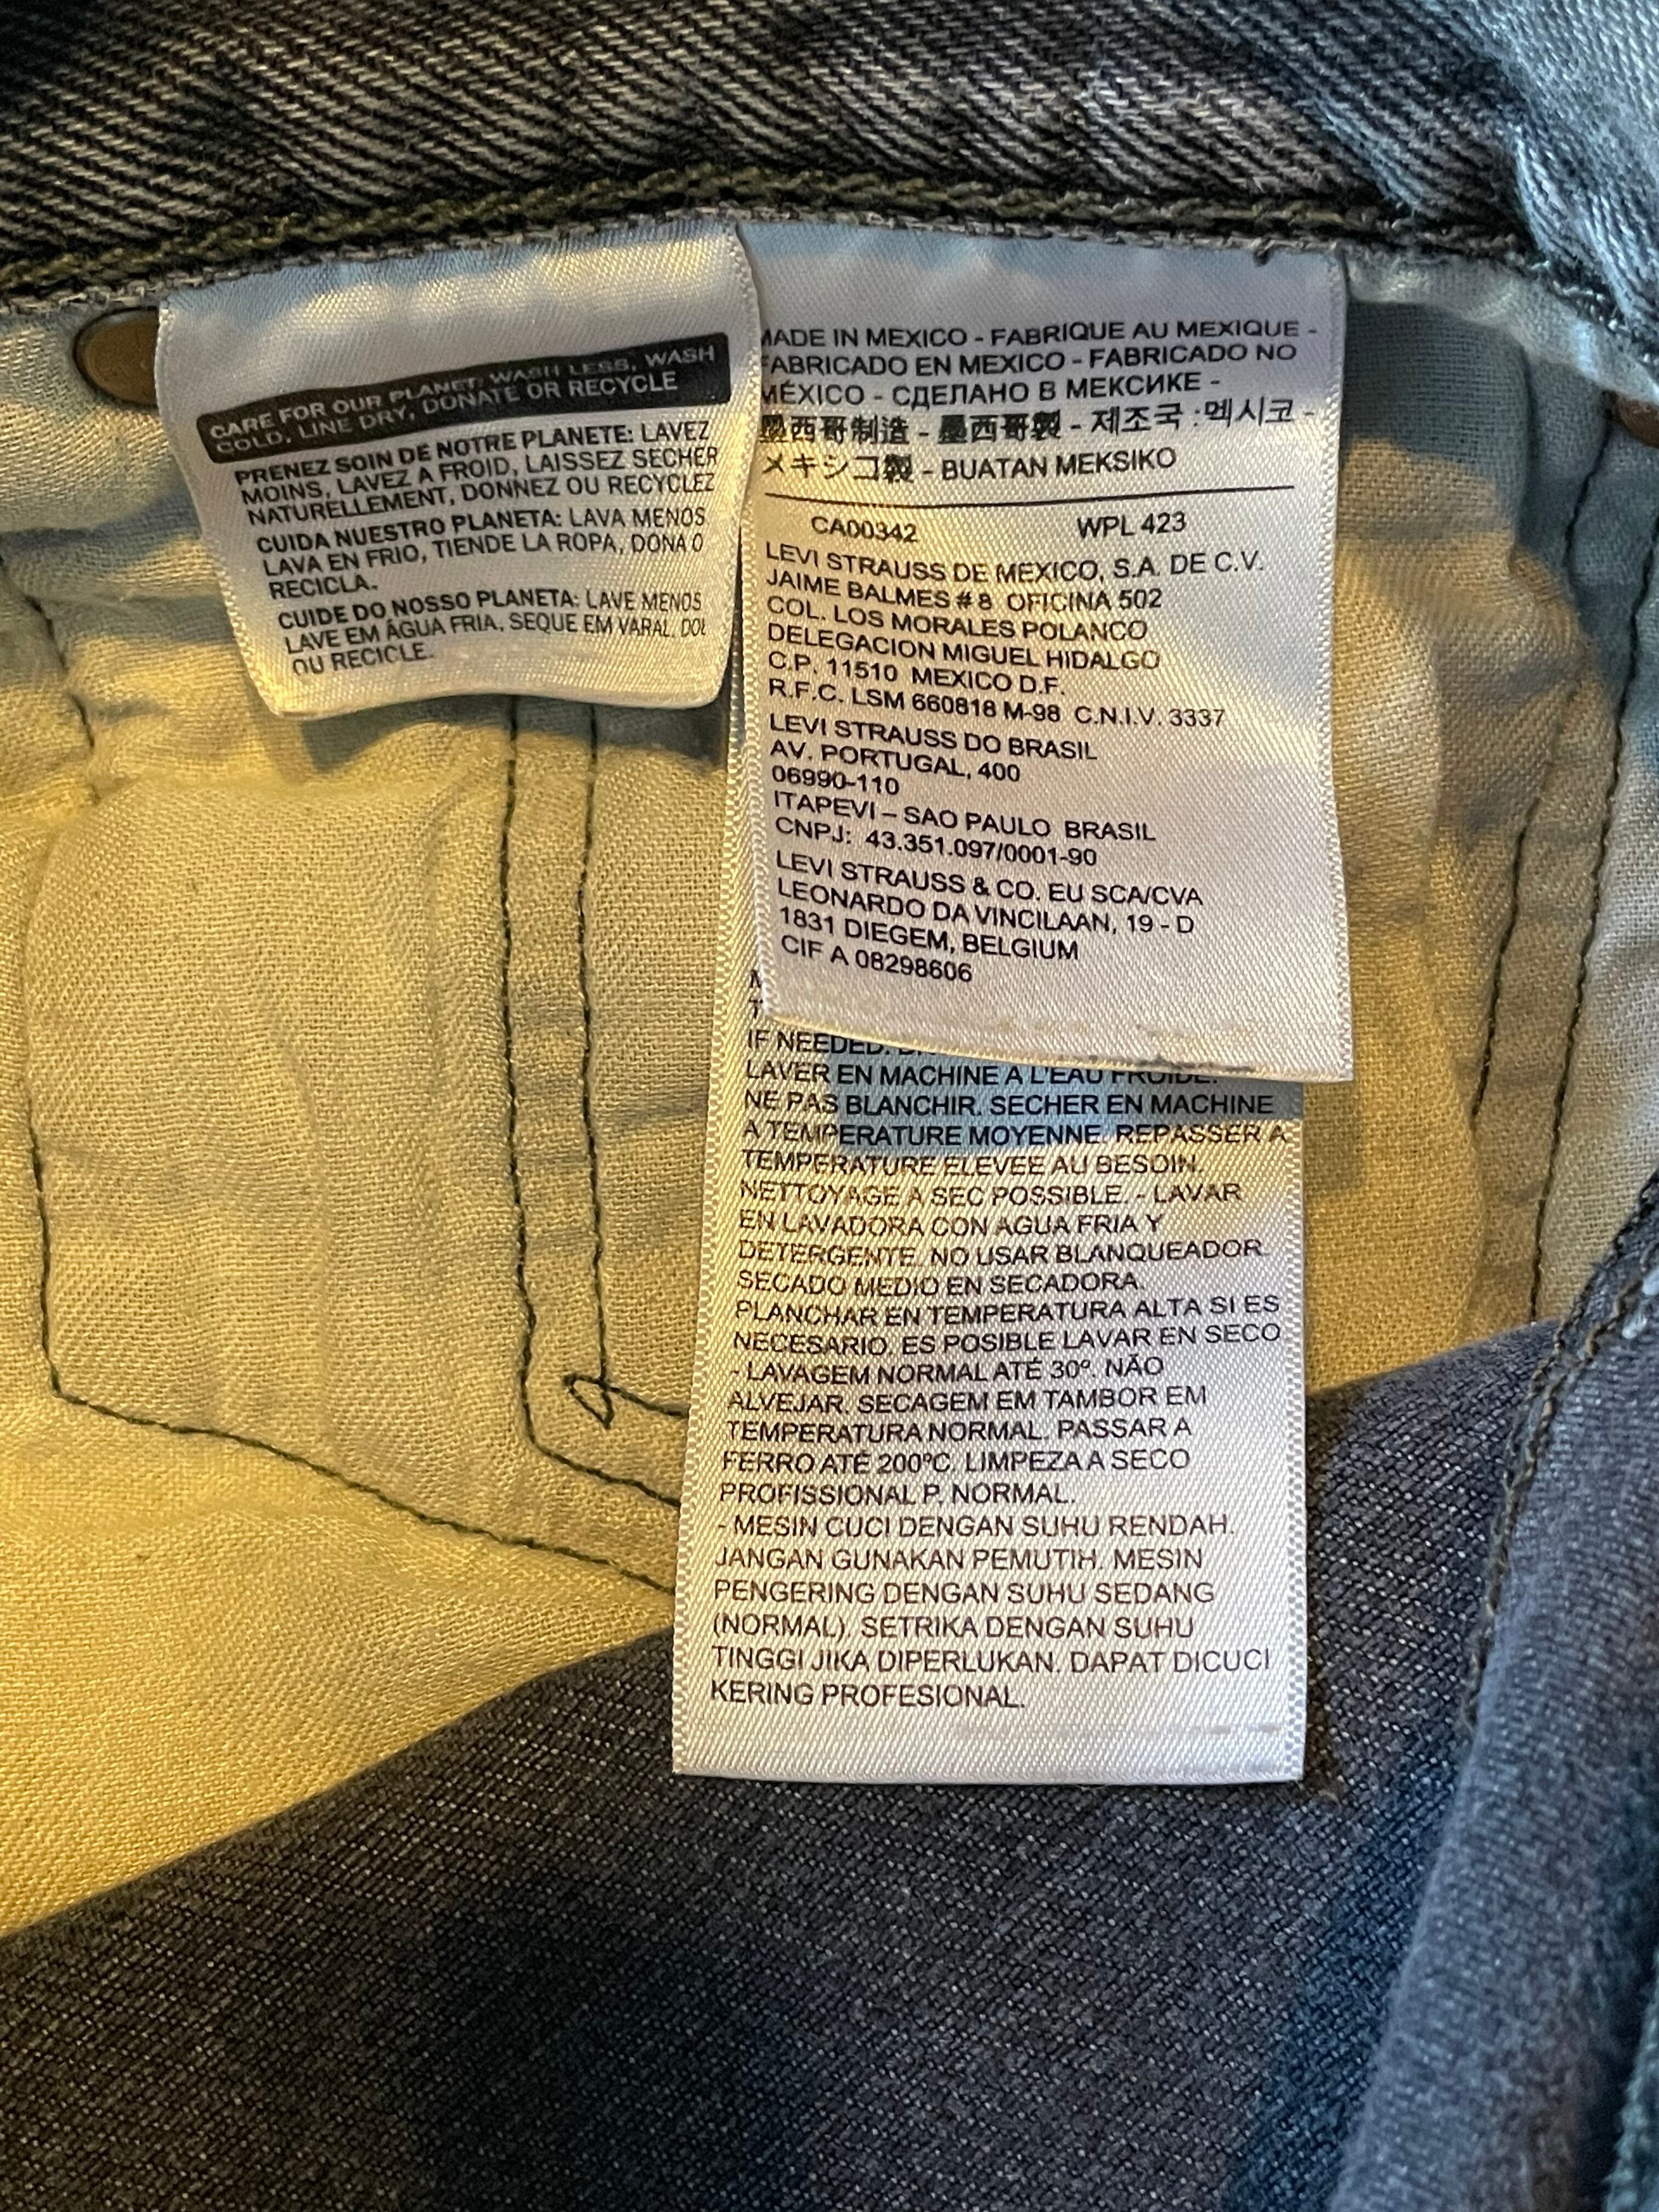 CARE FOR OUR PLANET: WASH LESS, WASH
COLD, LINE DRY, DONATE OR RECYCLE
PRENEZ SOIN DE NOTRE PLANETE: LAVEZ
MOINS, LAVEZ A FROID, LAISSEZ SECHER
NATURELLEMENT, DONNEZ OU RECYCLEZ
CUIDA NUESTRO PLANETA: LAVA MENOS
LAVA EN FRIO, TIENDE LA ROPA, DONA O
RECICLA.
CUIDE DO NOSSO PLANETA: LAVE MENOS
LAVE EM ÁGUA FRIA, SEQUE EM VARAL,
OU RECICLE.
MADE IN MEXICO - FABRIQUE AU MEXIQUE -
FABRICADO EN MEXICO - FABRICADO NO
MÉXICO - СДЕЛАНО В МЕКСИКЕ -
墨西哥制造 - 墨西哥製 - 제조국 : 멕시코 -
メキシコ製 - BUATAN MEKSIKO
CA00342 WPL 423
LEVI STRAUSS DE MEXICO, S.A. DE C.V.
JAIME BALMES # 8 OFICINA 502
COL. LOS MORALES POLANCO
DELEGACION MIGUEL HIDALGO
C.P. 11510 MEXICO D.F.
R.F.C. LSM 660818 M-98 C.N.I.V. 3337
LEVI STRAUSS DO BRASIL
AV. PORTUGAL, 400
06990-110
ITAPEVI – SAO PAULO BRASIL
CNPJ: 43.351.097/0001-90
LEVI STRAUSS & CO. EU SCA/CVA
LEONARDO DA VINCILAAN, 19 - D
1831 DIEGEM, BELGIUM
CIF A 08298606
IF NEEDED.
LAVER EN MACHINE A L'EAU FROIDE.
NE PAS BLANCHIR. SECHER EN MACHINE
A TEMPERATURE MOYENNE. REPASSER A
TEMPERATURE ELEVEE AU BESOIN.
NETTOYAGE A SEC POSSIBLE. - LAVAR
EN LAVADORA CON AGUA FRIA Y
DETERGENTE. NO USAR BLANQUEADOR.
SECADO MEDIO EN SECADORA.
PLANCHAR EN TEMPERATURA ALTA SI ES
NECESARIO. ES POSIBLE LAVAR EN SECO
- LAVAGEM NORMAL ATÉ 30º. NÃO
ALVEJAR. SECAGEM EM TAMBOR EM
TEMPERATURA NORMAL. PASSAR A
FERRO ATÉ 200ºC. LIMPEZA A SECO
PROFISSIONAL P. NORMAL.
- MESIN CUCI DENGAN SUHU RENDAH.
JANGAN GUNAKAN PEMUTIH. MESIN
PENGERING DENGAN SUHU SEDANG
(NORMAL). SETRIKA DENGAN SUHU
TINGGI JIKA DIPERLUKAN. DAPAT DICUCI
KERING PROFESIONAL.